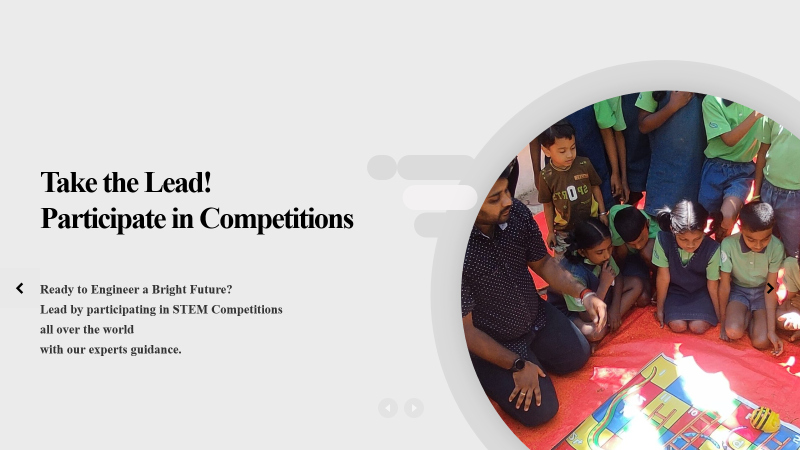 Take the Lead!
Participate in Competitions
Ready to Engineer a Bright Future?
Lead by participating in STEM Competitions
all over the world
with our experts guidance.